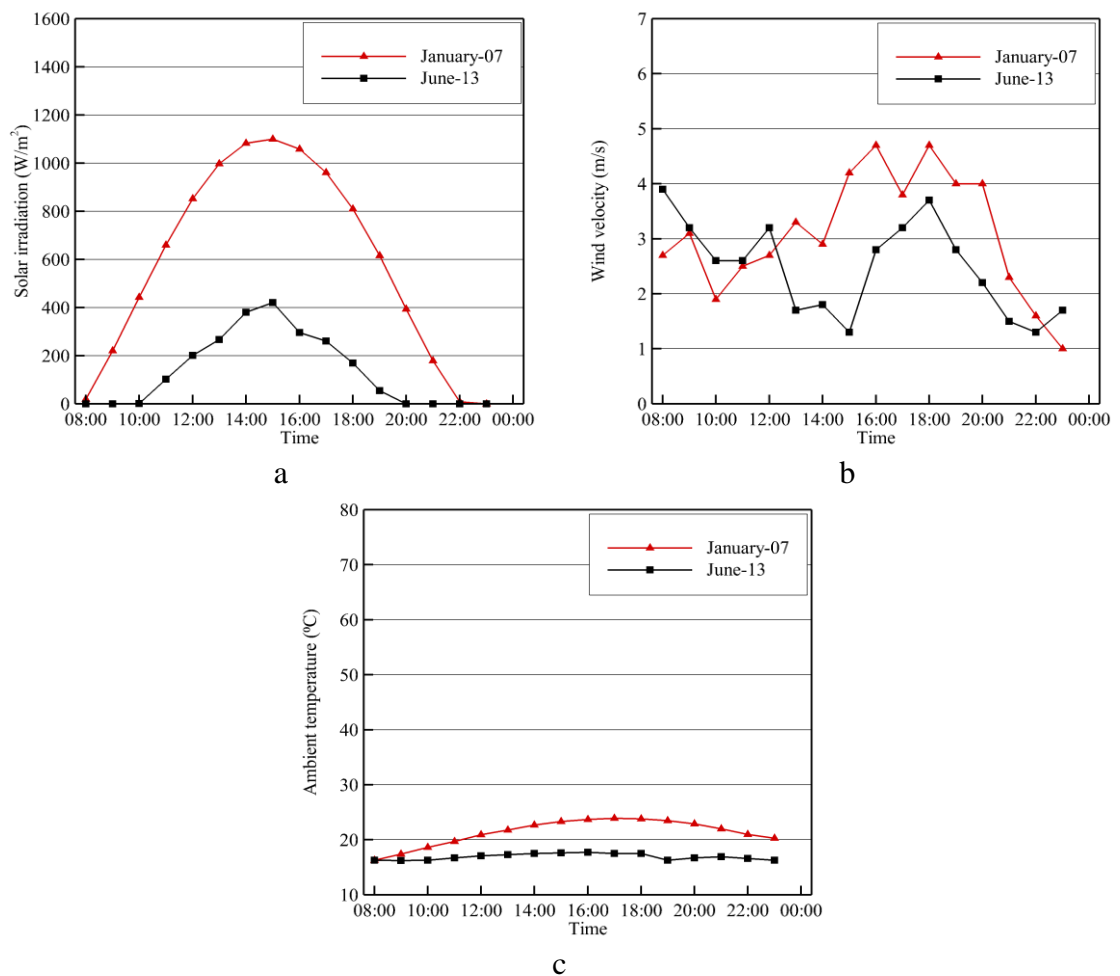 1600
1400
1200
1000
800
600
400
200
0
Solar irradiation (W/m²)
January-07
June-13
08:00 10:00 12:00 14:00 16:00 18:00 20:00 22:00 00:00
Time
a
7
6
5
4
3
2
1
0
Wind velocity (m/s)
January-07
June-13
08:00 10:00 12:00 14:00 16:00 18:00 20:00 22:00 00:00
Time
b
80
70
60
50
40
30
20
10
Ambient temperature (ºC)
January-07
June-13
08:00 10:00 12:00 14:00 16:00 18:00 20:00 22:00 00:00
Time
c